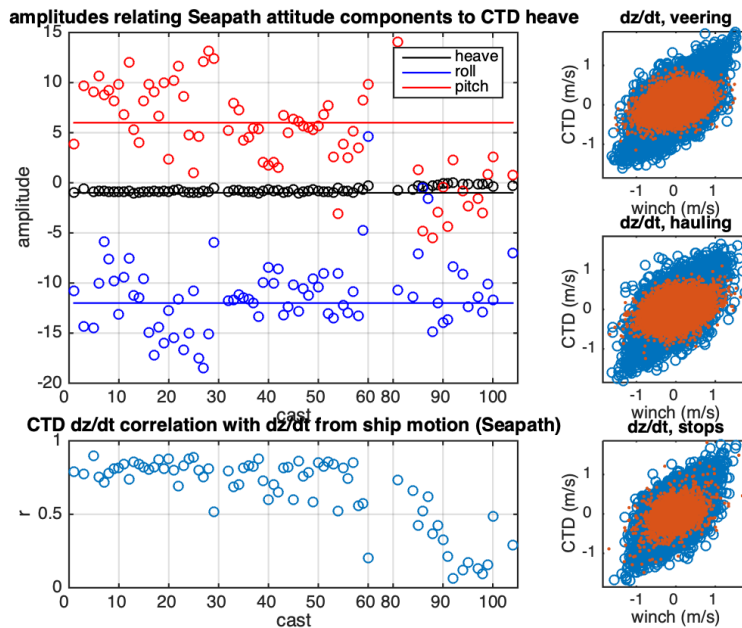 amplitudes relating Seapath attitude components to CTD heave
15
10
5
0
-5
-10
-15
-20
amplitude
heave
roll
pitch
0 10 20 30 40 50 60 80 90 100
cast
CTD dz/dt correlation with dz/dt from ship motion (Seapath)
1
0.5
0
r
0 10 20 30 40 50 60 80 90 100
cast
dz/dt, veering
CTD (m/s)
1
0
-1
-1 0 1
winch (m/s)
dz/dt, hauling
CTD (m/s)
1
0
-1
-1 0 1
winch (m/s)
dz/dt, stops
CTD (m/s)
1
0
-1
-1 0 1
winch (m/s)